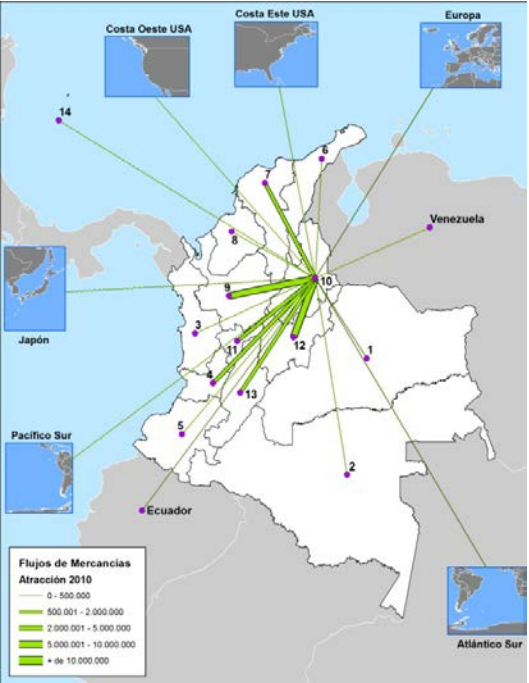 Costa Oeste USA
Costa Este USA
Europa
14
6
7
Venezuela
8
10
9
Japón
3
11
12
1
4
13
5
Pacífico Sur
2
Ecuador
Flujos de Mercancías
Atracción 2010
0 - 500.000
500.001 - 2.000.000
2.000.001 - 5.000.000
5.000.001 - 10.000.000
+ de 10.000.000
Atlántico Sur